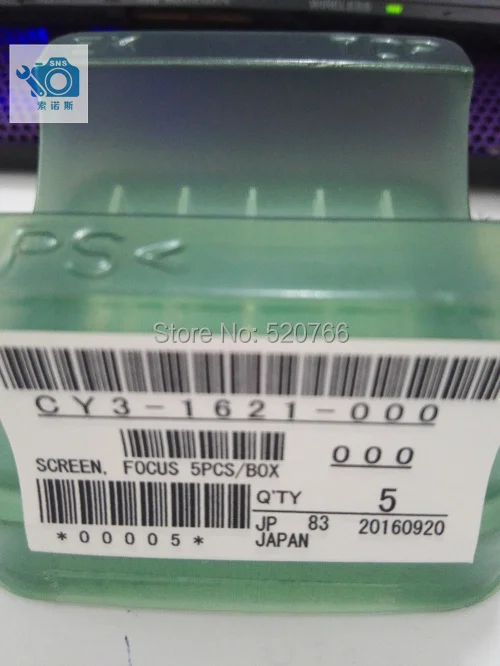 WIRELESS
SNS
索诺斯
PS<
Store No: 520766
CY3-1621-000
000
SCREEN, FOCUS 5PCS/BOX
Q'TY 5
*00005*
JP 83 20160920
JAPAN